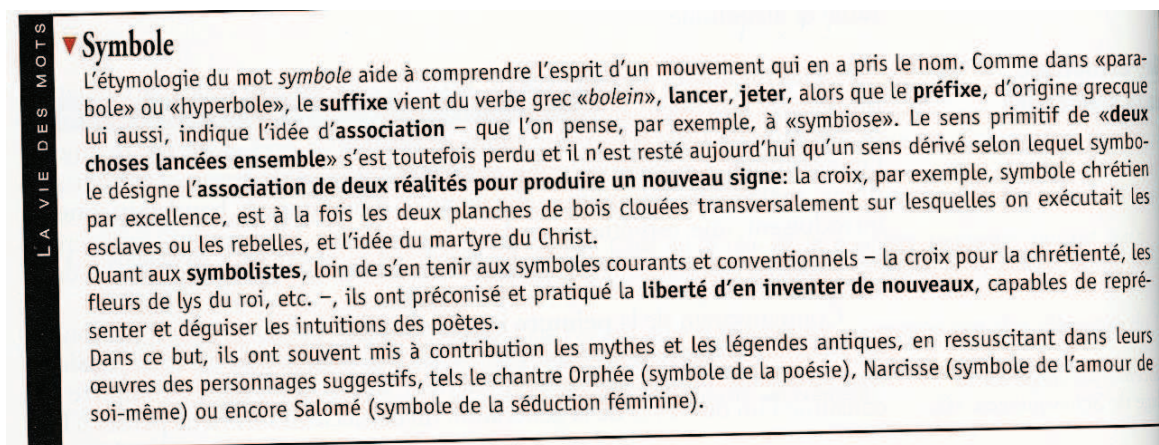 LA VIE DES MOTS
Symbole
L'étymologie du mot symbole aide à comprendre l'esprit d'un mouvement qui en a pris le nom. Comme dans «para-
bole» ou «hyperbole», le suffixe vient du verbe grec «bolein», lancer, jeter, alors que le préfixe, d'origine grecque
lui aussi, indique l'idée d'association – que l'on pense, par exemple, à «symbiose». Le sens primitif de «deux
choses lancées ensemble» s'est toutefois perdu et il n'est resté aujourd'hui qu'un sens dérivé selon lequel symbo-
le désigne l'association de deux réalités pour produire un nouveau signe: la croix, par exemple, symbole chrétien
par excellence, est à la fois les deux planches de bois clouées transversalement sur lesquelles on exécutait les
esclaves ou les rebelles, et l'idée du martyre du Christ.
Quant aux symbolistes, loin de s'en tenir aux symboles courants et conventionnels – la croix pour la chrétienté, les
fleurs de lys du roi, etc. –, ils ont préconisé et pratiqué la liberté d'en inventer de nouveaux, capables de repré-
senter et déguiser les intuitions des poètes.
Dans ce but, ils ont souvent mis à contribution les mythes et les légendes antiques, en ressuscitant dans leurs
œuvres des personnages suggestifs, tels le chantre Orphée (symbole de la poésie), Narcisse (symbole de l'amour de
soi-même) ou encore Salomé (symbole de la séduction féminine).